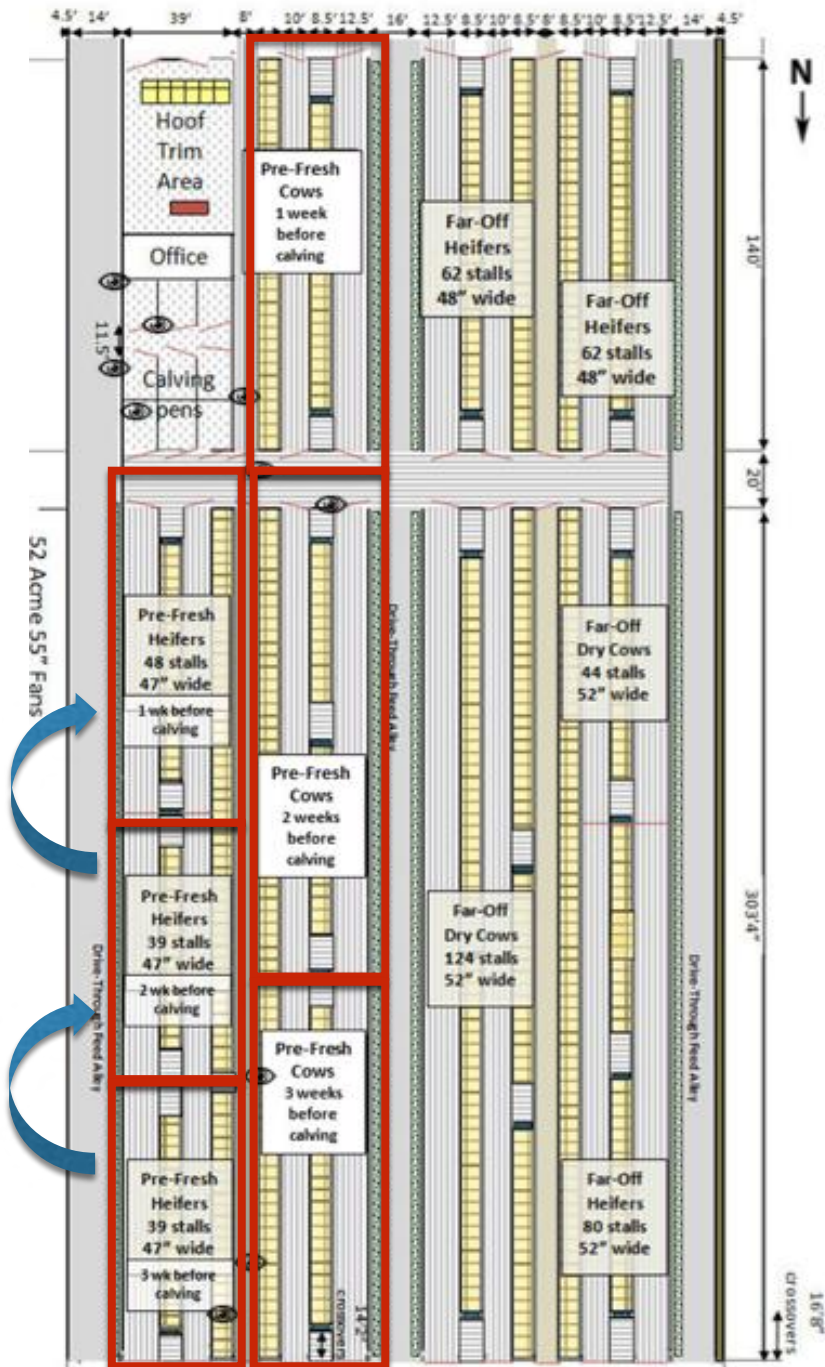 4.5' 14' 39' 8' 10' 8.5' 12.5' 16' 12.5' 8.5' 10' 8.5' 8' 8.5' 10' 8.5' 12.5' 14' 4.5'
N
Hoof
Trim
Area
Office
11.5'
Calving
pens
Pre-Fresh
Cows
1 week
before
calving
Far-Off
Heifers
62 stalls
48" wide
Far-Off
Heifers
62 stalls
48" wide
140'
20'
52 Acme 55" Fans
Pre-Fresh
Heifers
48 stalls
47" wide
1 wk before
calving
Drive-Through Feed Alley
Far-Off
Dry Cows
44 stalls
52" wide
Pre-Fresh
Cows
2 weeks
before
calving
Pre-Fresh
Heifers
39 stalls
47" wide
2 wk before
calving
Far-Off
Dry Cows
124 stalls
52" wide
303'4"
Drive-Through Feed Alley
Drive-Through Feed Alley
Pre-Fresh
Cows
3 weeks
before
calving
Pre-Fresh
Heifers
39 stalls
47" wide
3 wk before
calving
Far-Off
Heifers
80 stalls
52" wide
14'2"
crossovers
16'8"
crossovers